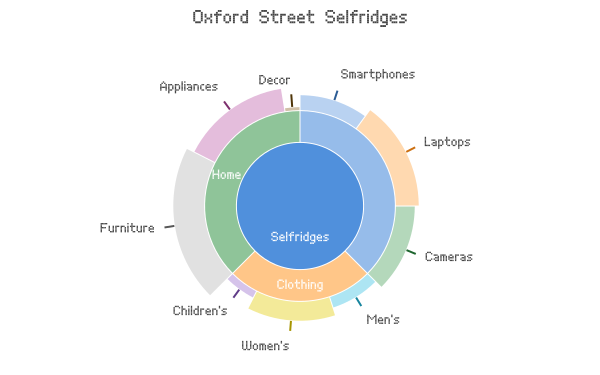 Oxford Street Selfridges
Smartphones
Decor
Appliances
Laptops
Home
Furniture
Selfridges
Cameras
Clothing
Children's
Men's
Women's